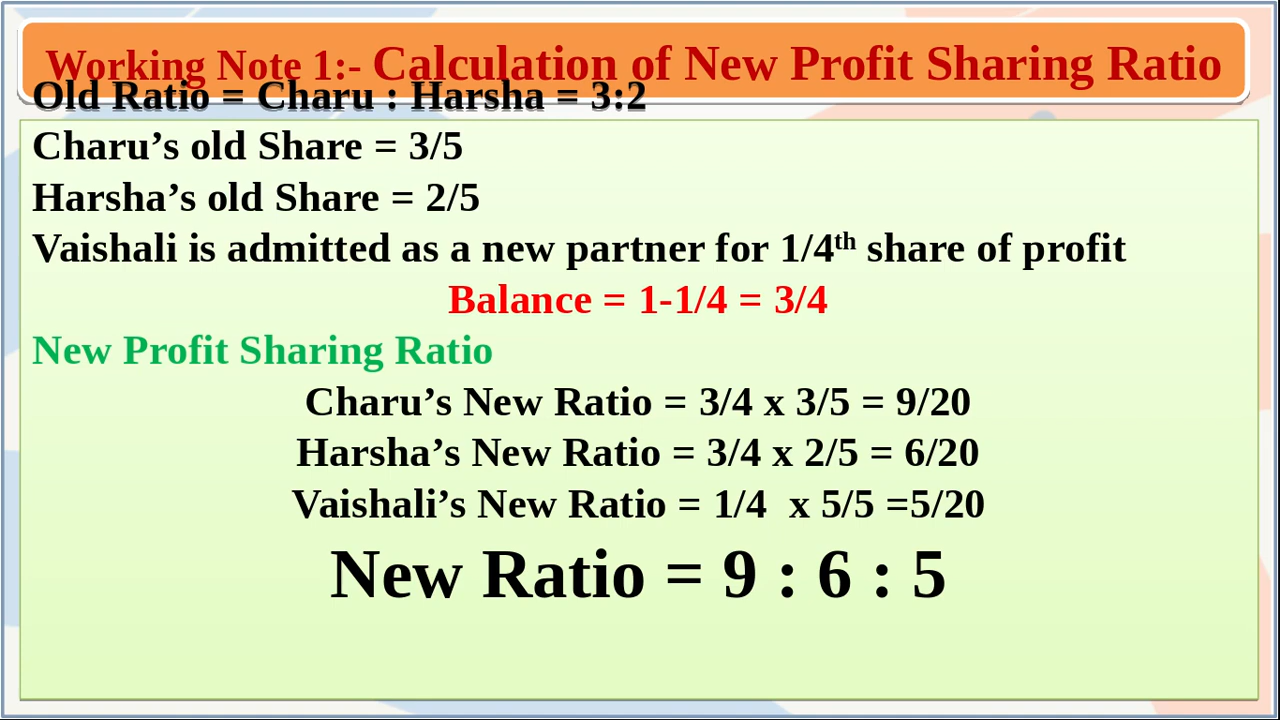 Working Note 1:- Calculation of New Profit Sharing Ratio
Old Ratio = Charu : Harsha = 3:2
Charu’s old Share = 3/5
Harsha’s old Share = 2/5
Vaishali is admitted as a new partner for 1/4th share of profit
Balance = 1-1/4 = 3/4
New Profit Sharing Ratio
Charu’s New Ratio = 3/4 x 3/5 = 9/20
Harsha’s New Ratio = 3/4 x 2/5 = 6/20
Vaishali’s New Ratio = 1/4  x 5/5 =5/20
New Ratio = 9 : 6 : 5